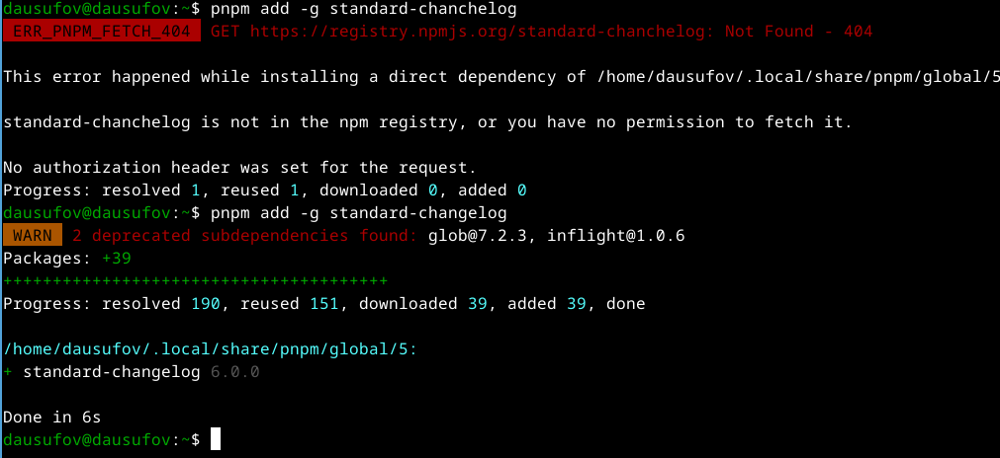 dausufov@dausufov:~$ pnpm add -g standard-chanchelog
ERR_PNPM_FETCH_404 GET https://registry.npmjs.org/standard-chanchelog: Not Found - 404
This error happened while installing a direct dependency of /home/dausufov/.local/share/pnpm/global/5
standard-chanchelog is not in the npm registry, or you have no permission to fetch it.
No authorization header was set for the request.
Progress: resolved 1, reused 1, downloaded 0, added 0
dausufov@dausufov:~$ pnpm add -g standard-changelog
WARN 2 deprecated subdependencies found: glob@7.2.3, inflight@1.0.6
Packages: +39
+++++++++++++++++++++++++++++++++++++++
Progress: resolved 190, reused 151, downloaded 39, added 39, done
/home/dausufov/.local/share/pnpm/global/5:
+ standard-changelog 6.0.0
Done in 6s
dausufov@dausufov:~$